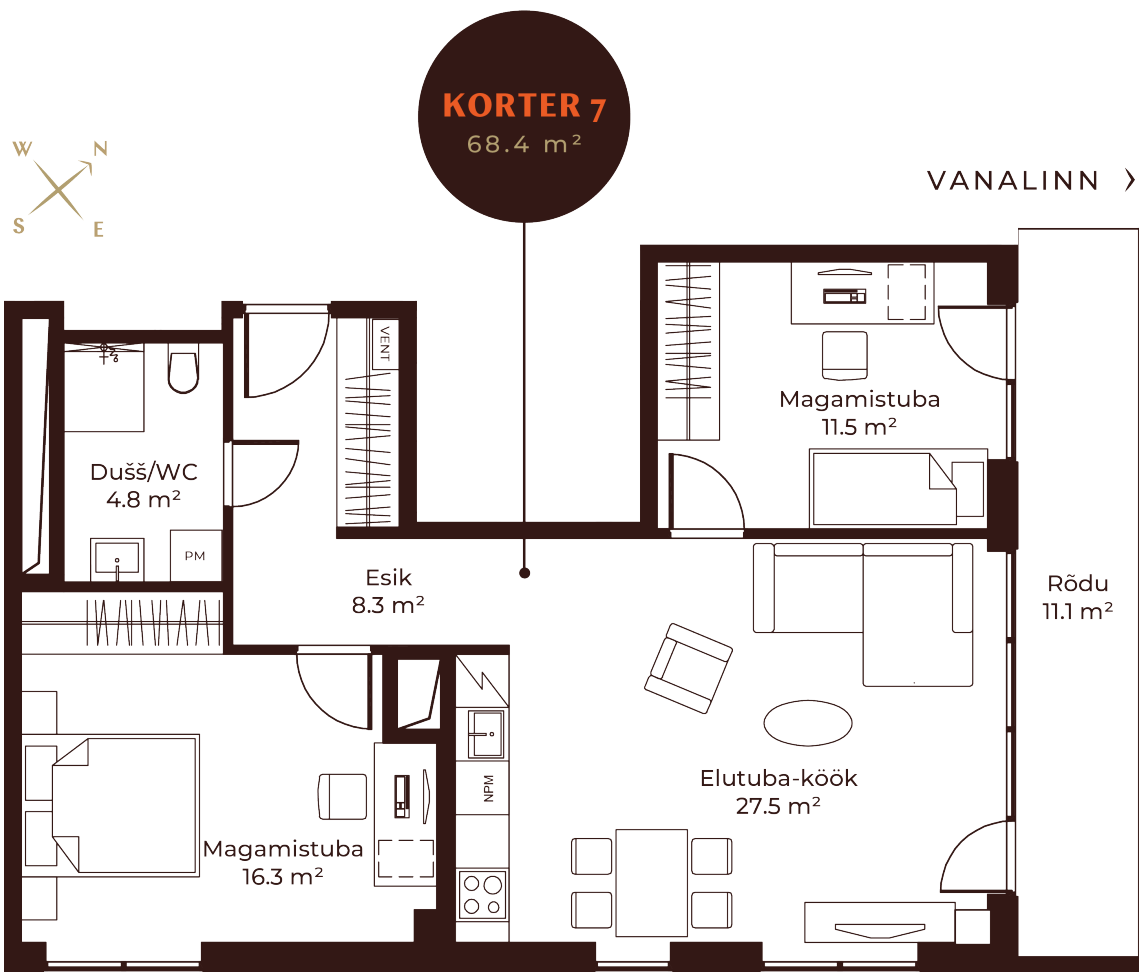 KORTER 7
68.4 m²
W N
S E
VANALINN
VENT
Magamistuba
11.5 m²
Dušš/WC
4.8 m²
PM
Esik
8.3 m²
Rõdu
11.1 m²
NPM
Elutuba-köök
27.5 m²
Magamistuba
16.3 m²